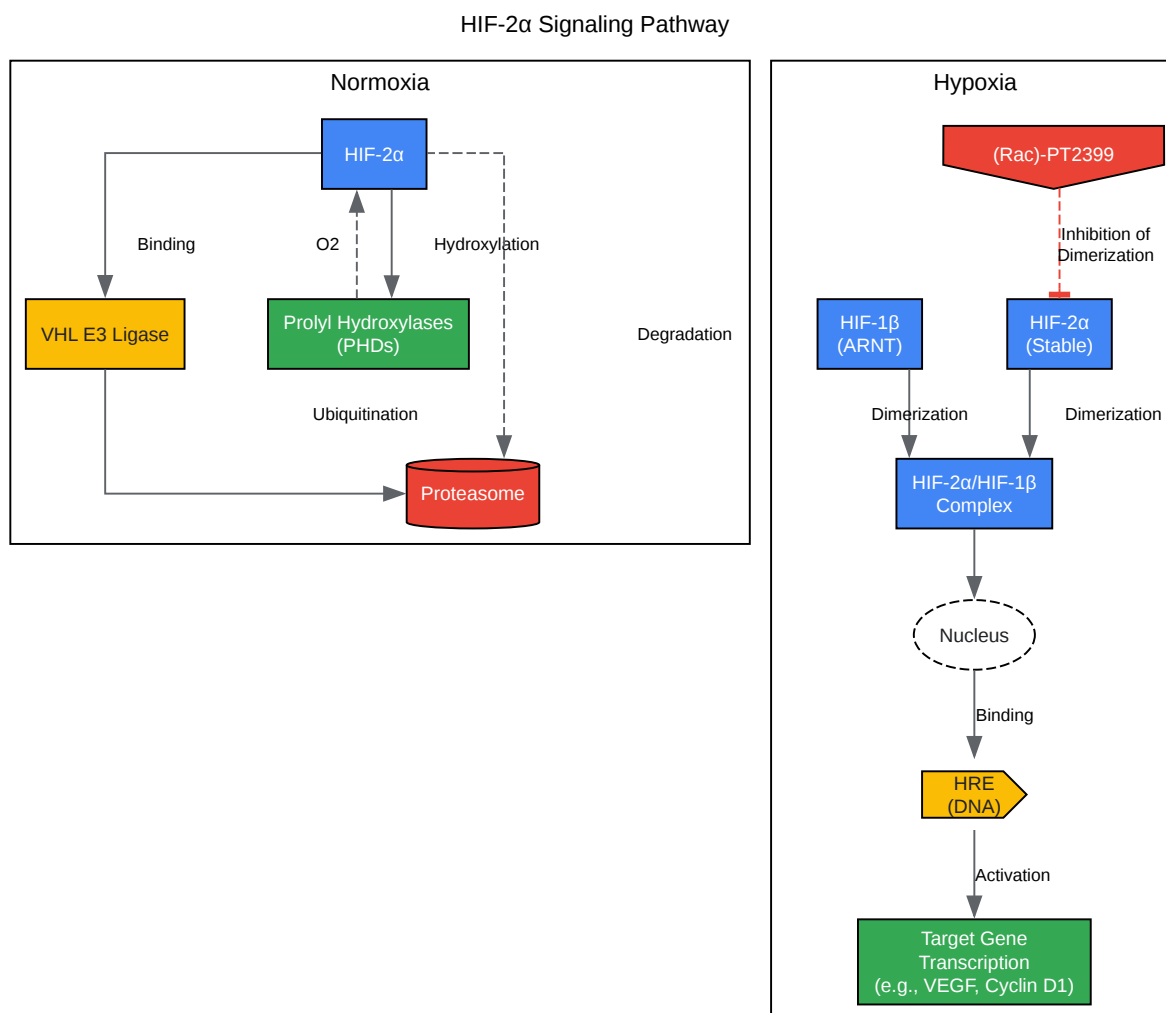 HIF-2α Signaling Pathway
Normoxia
HIF-2α
Binding
O2
Hydroxylation
VHL E3 Ligase
Prolyl Hydroxylases
(PHDs)
Degradation
Ubiquitination
Proteasome
Hypoxia
(Rac)-PT2399
Inhibition of
Dimerization
HIF-1β
(ARNT)
HIF-2α
(Stable)
Dimerization
Dimerization
HIF-2α/HIF-1β
Complex
Nucleus
Binding
HRE
(DNA)
Activation
Target Gene
Transcription
(e.g., VEGF, Cyclin D1)